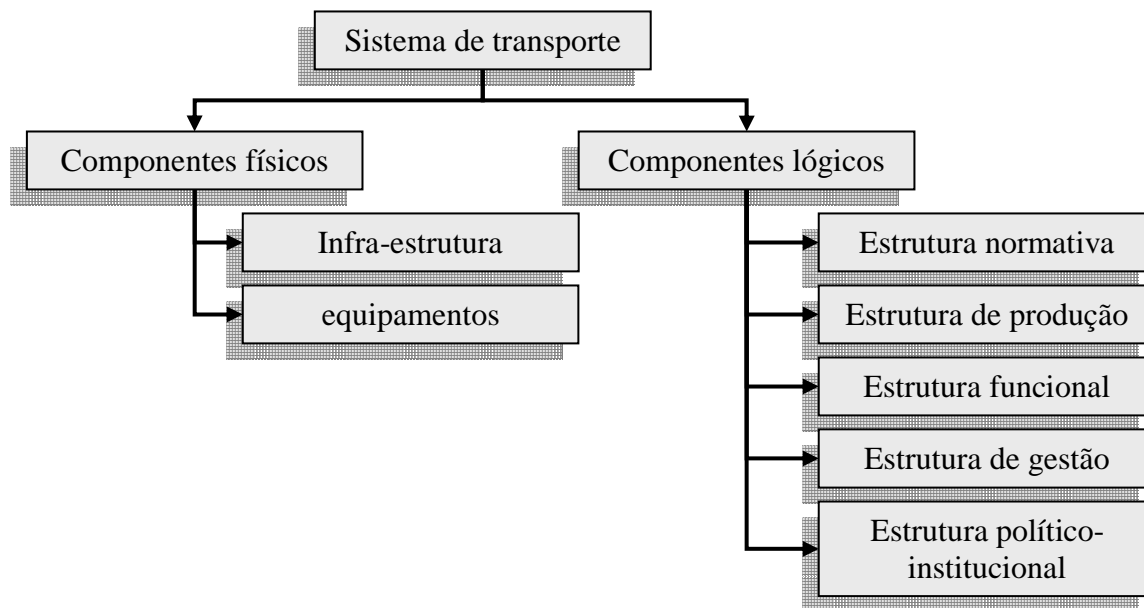 Sistema de transporte
Componentes físicos
Componentes lógicos
Infra-estrutura
equipamentos
Estrutura normativa
Estrutura de produção
Estrutura funcional
Estrutura de gestão
Estrutura político-
institucional